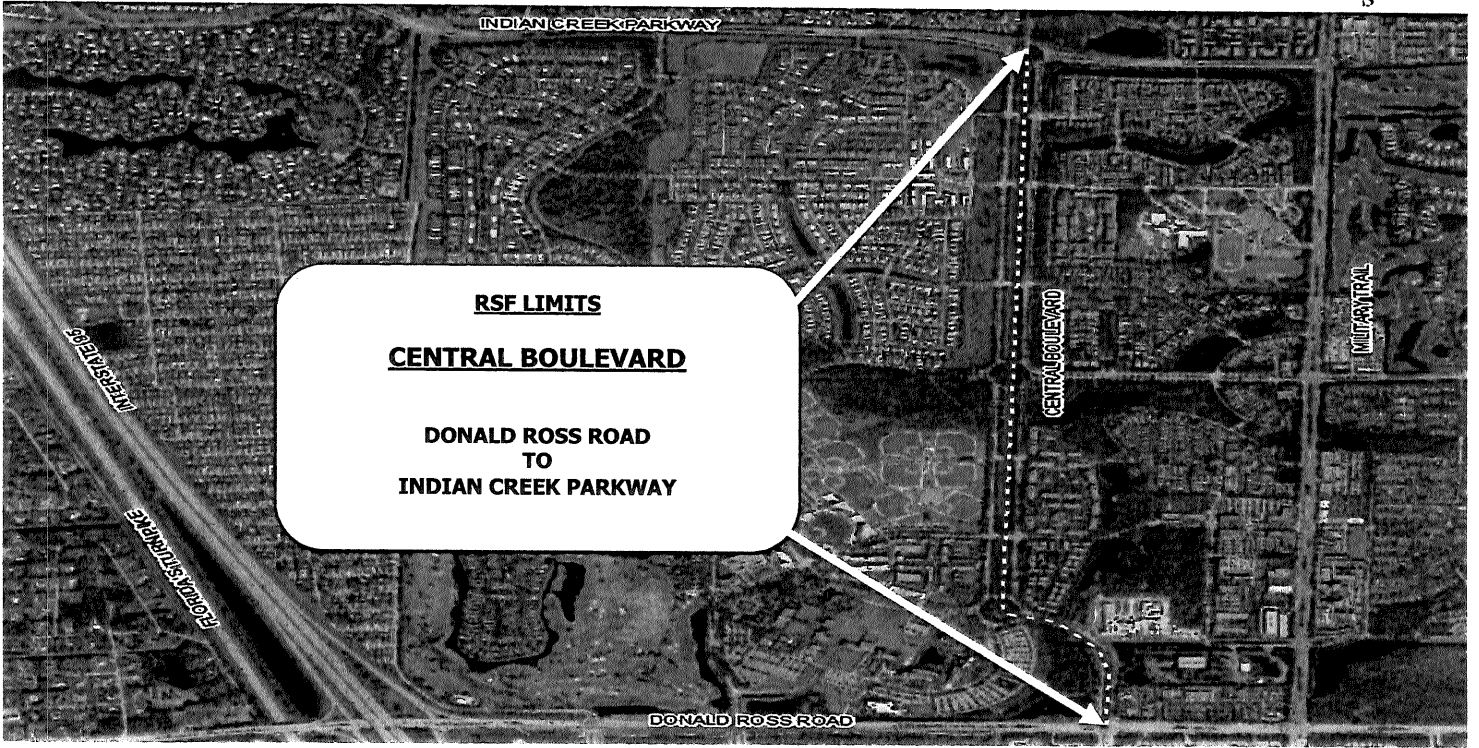 INDIAN CREEK PARKWAY
RSF LIMITS
CENTRAL BOULEVARD
DONALD ROSS ROAD
TO
INDIAN CREEK PARKWAY
INTERSTATE 95
FLORIDA'S TURNPIKE
CENTRAL BOULEVARD
MILITARY TRAIL
DONALD ROSS ROAD